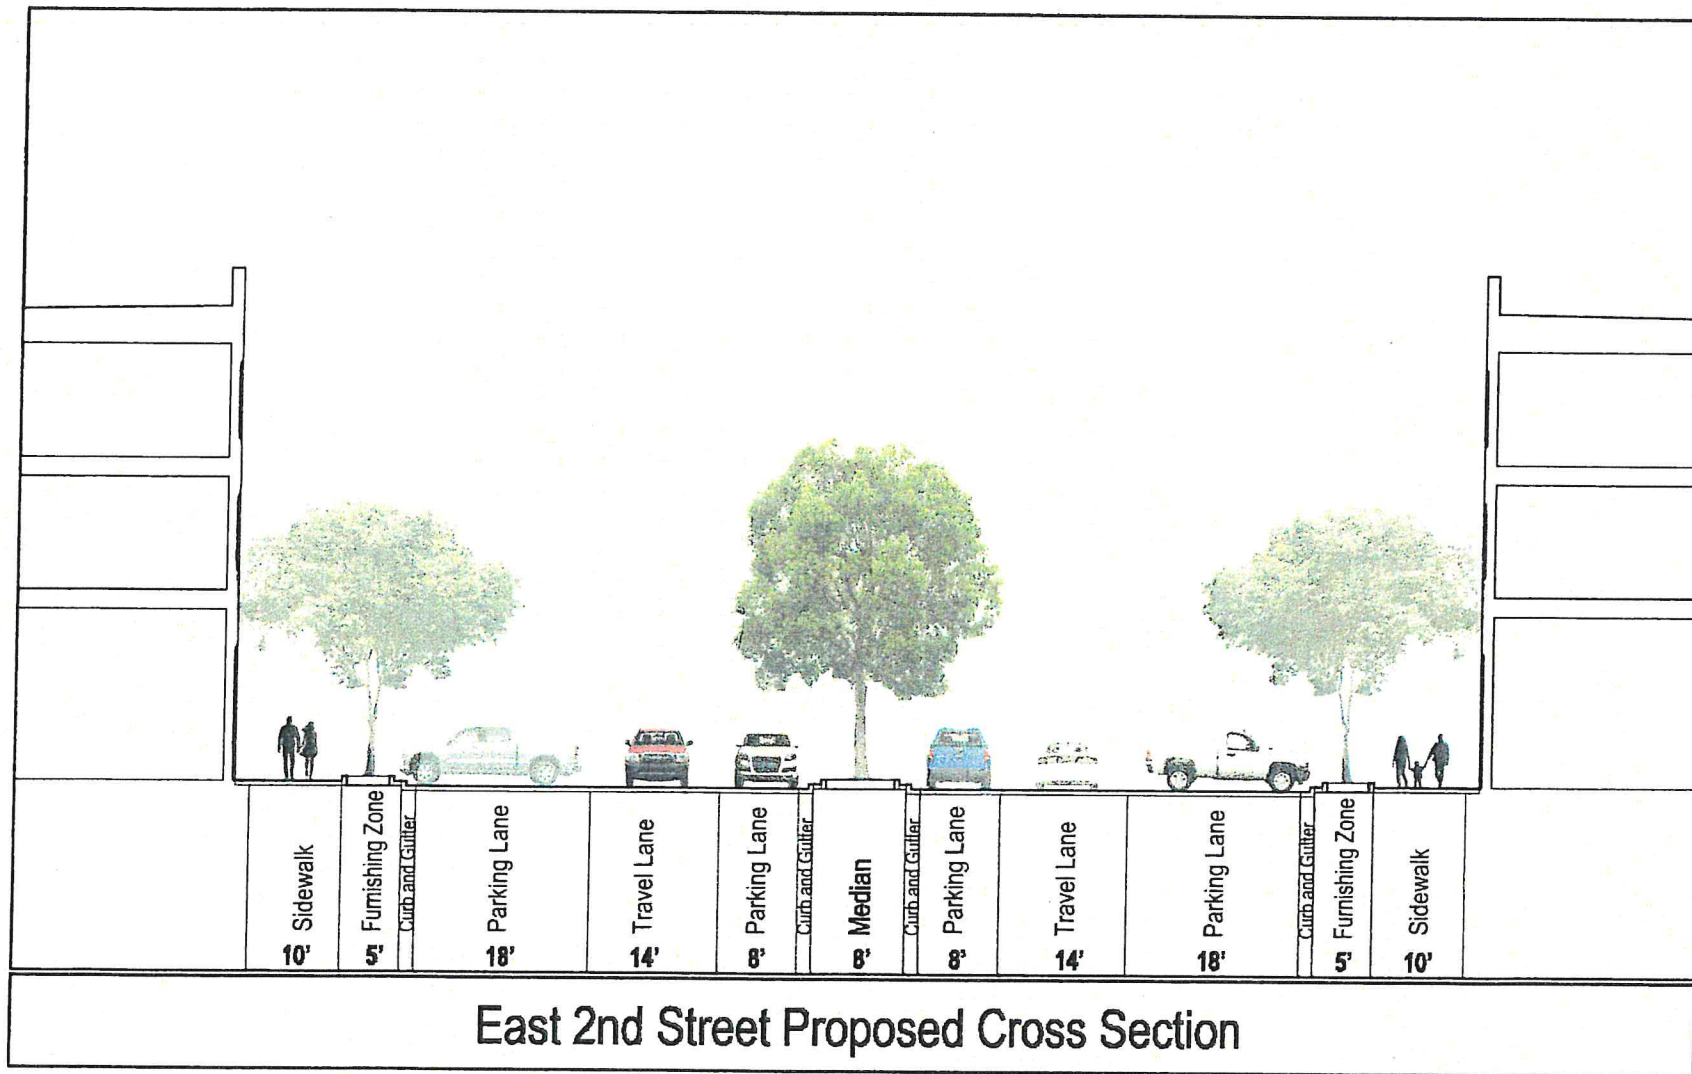 Sidewalk
10'
Furnishing Zone
5'
Curb and Gutter
Parking Lane
18'
Travel Lane
14'
Parking Lane
8'
Curb and Gutter
Median
8'
Curb and Gutter
Parking Lane
8'
Travel Lane
14'
Parking Lane
18'
Curb and Gutter
Furnishing Zone
5'
Sidewalk
10'
East 2nd Street Proposed Cross Section